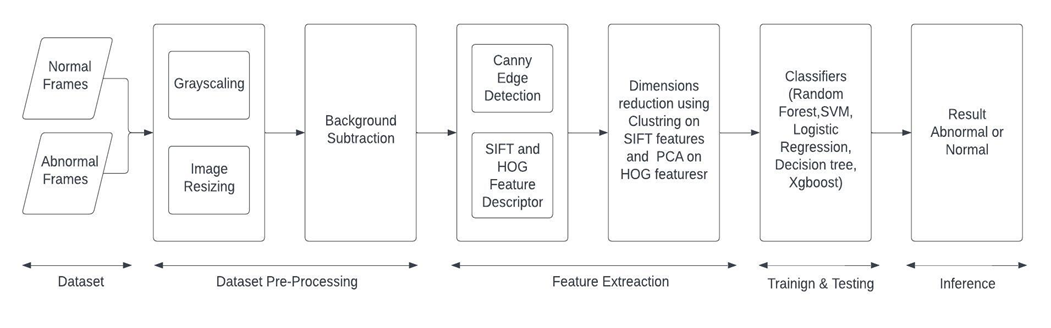 Normal
Frames
Abnormal
Frames
Grayscaling
Image
Resizing
Background
Subtraction
Canny
Edge
Detection
SIFT and
HOG
Feature
Descriptor
Dimensions
reduction using
Clustring on
SIFT features
and PCA on
HOG featuresr
Classifiers
(Random
Forest,SVM,
Logistic
Regression,
Decision tree,
Xgboost)
Result
Abnormal or
Normal
Dataset
Dataset Pre-Processing
Feature Extreaction
Trainign & Testing
Inference